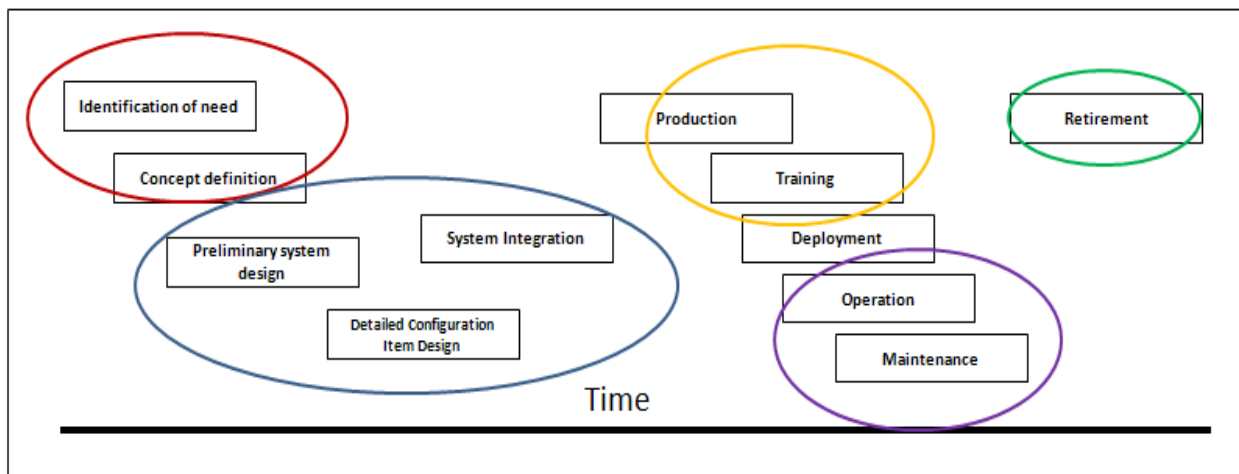 Identification of need
Concept definition
Preliminary system
design
System Integration
Detailed Configuration
Item Design
Production
Training
Deployment
Operation
Maintenance
Retirement
Time